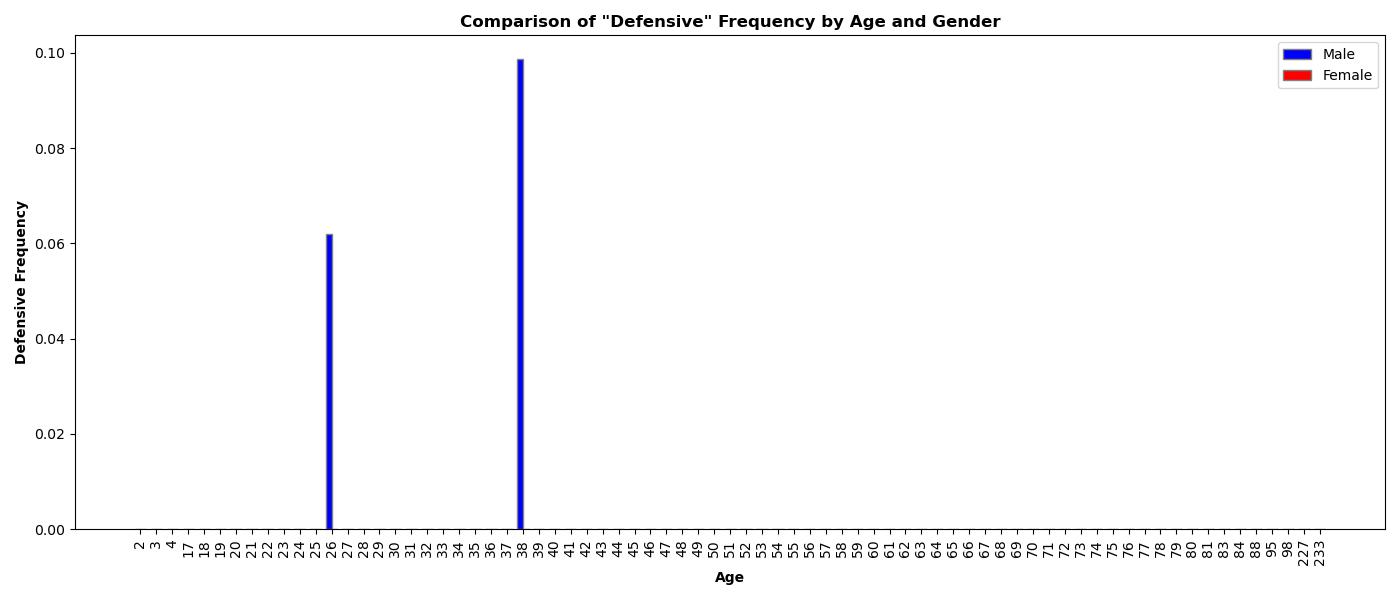 Comparison of "Defensive" Frequency by Age and Gender
Male
Female
Defensive Frequency
0.10
0.08
0.06
0.04
0.02
0.00
2 3 4 17 18 19 20 21 22 23 24 25 26 27 28 29 30 31 32 33 34 35 36 37 38 39 40 41 42 43 44 45 46 47 48 49 50 51 52 53 54 55 56 57 58 59 60 61 62 63 64 65 66 67 68 69 70 71 72 73 74 75 76 77 78 79 80 81 83 84 88 95 98 227 233
Age